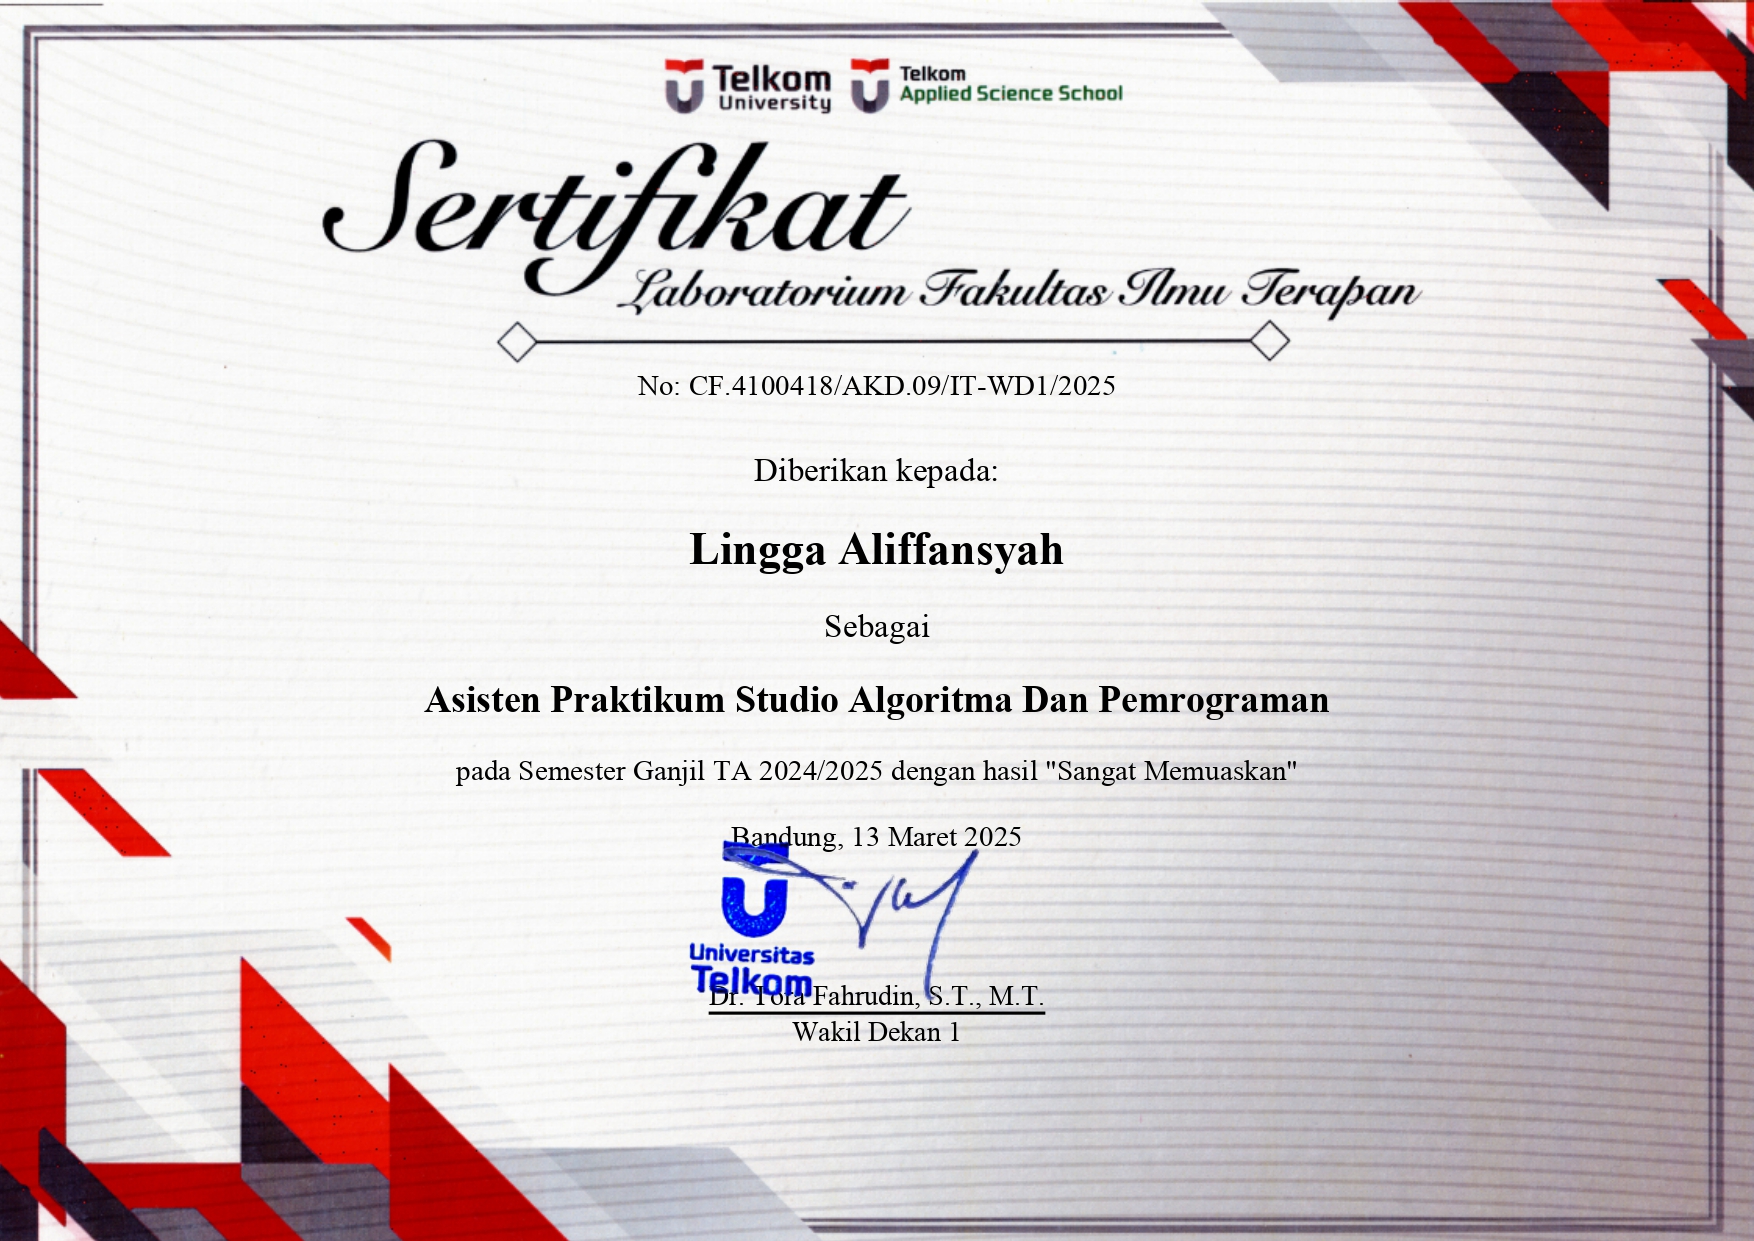 Telkom University
Telkom Applied Science School
Sertifikat
Laboratorium Fakultas Ilmu Terapan
No: CF.4100418/AKD.09/IT-WD1/2025
Diberikan kepada:
Lingga Aliffansyah
Sebagai
Asisten Praktikum Studio Algoritma Dan Pemrograman
pada Semester Ganjil TA 2024/2025 dengan hasil "Sangat Memuaskan"
Bandung, 13 Maret 2025
Universitas
Telkom
Dr. Tora Fahrudin, S.T., M.T.
Wakil Dekan 1